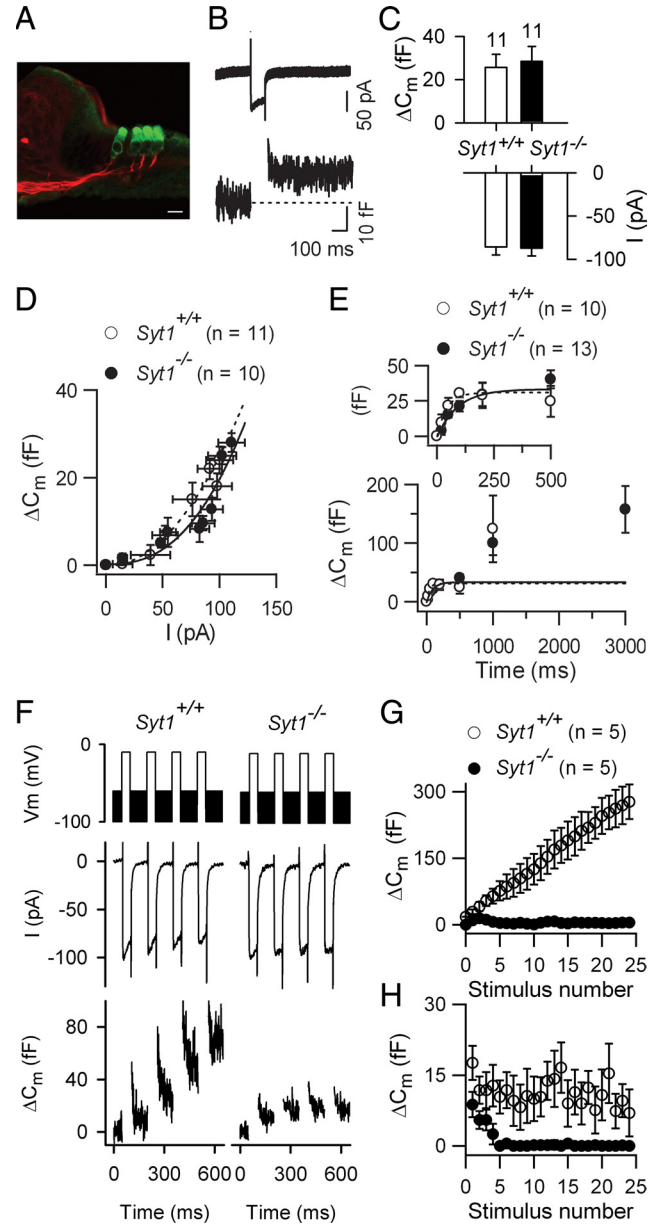 A
B
50 pA
10 fF
100 ms
C
11 11
40
20
0
ΔCm (fF)
Syt1+/+ Syt1-/-
0
-50
-100
I (pA)
D
Syt1+/+ (n = 11)
Syt1-/- (n = 10)
40
20
0
ΔCm (fF)
0 50 100 150
I (pA)
E
Syt1+/+ (n = 10)
Syt1-/- (n = 13)
50
25
0
(fF)
0 250 500
200
150
100
50
0
ΔCm (fF)
0 1000 2000 3000
Time (ms)
F
Syt1+/+ Syt1-/-
0
-100
Vm (mV)
0
-50
-100
I (pA)
80
40
0
ΔCm (fF)
0 300 600 0 300 600
Time (ms) Time (ms)
G
Syt1+/+ (n = 5)
Syt1-/- (n = 5)
300
150
0
ΔCm (fF)
0 5 10 15 20 25
Stimulus number
H
30
15
0
ΔCm (fF)
0 5 10 15 20 25
Stimulus number